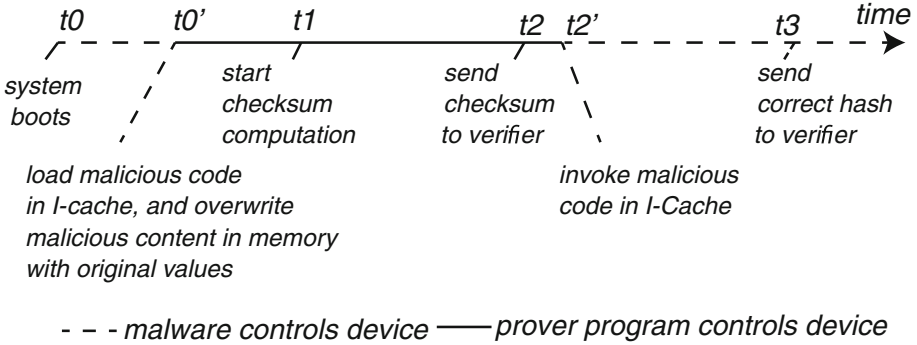 t0 t0’ t1 t2 t2’ t3 time
system boots
start checksum computation
send checksum to verifier
send correct hash to verifier
load malicious code
in I-cache, and overwrite
malicious content in memory
with original values
invoke malicious
code in I-Cache
malware controls device
prover program controls device